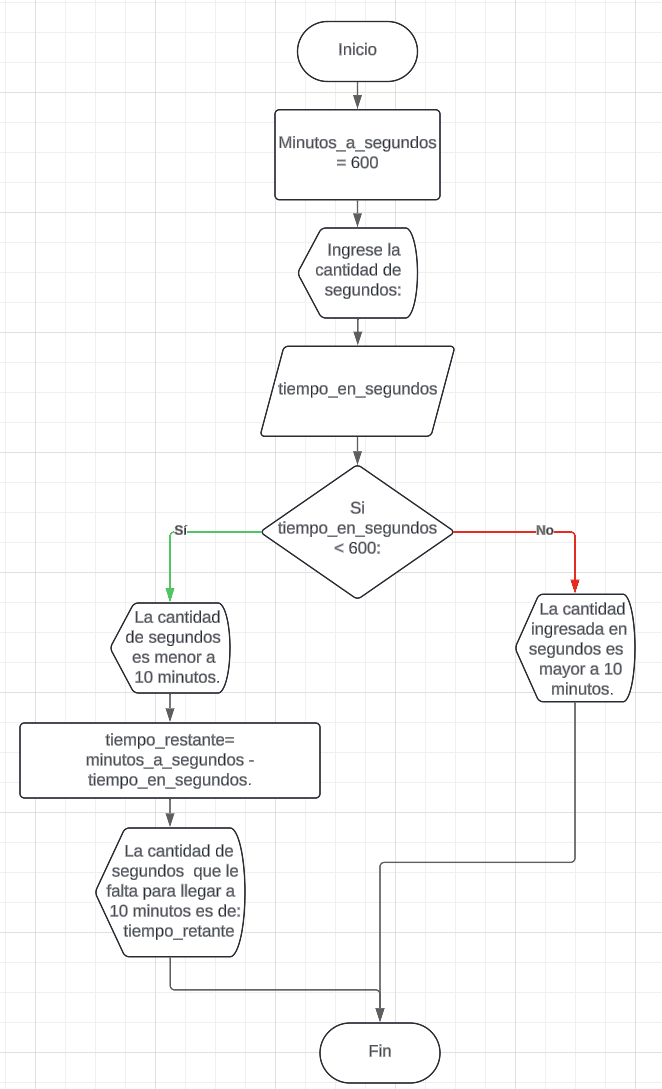 Inicio
Minutos_a_segundos
= 600
Ingrese la
cantidad de
segundos:
tiempo_en_segundos
Si
tiempo_en_segundos
< 600:
Sí
No
La cantidad
de segundos
es menor a
10 minutos.
La cantidad
ingresada en
segundos es
mayor a 10
minutos.
tiempo_restante=
minutos_a_segundos -
tiempo_en_segundos.
La cantidad de
segundos que le
falta para llegar a
10 minutos es de:
tiempo_retante
Fin